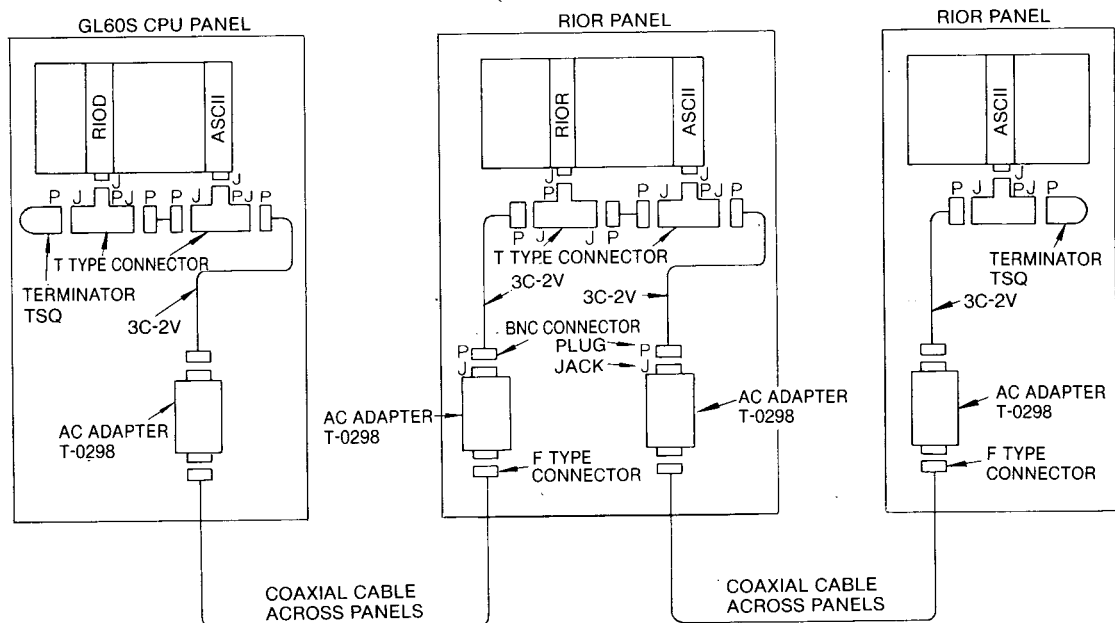 GL60S CPU PANEL
RIOD
ASCII
J
J
P
J
P J
P
P
J
P J
P
T TYPE CONNECTOR
TERMINATOR
TSQ
3C-2V
AC ADAPTER
T-0298
RIOR PANEL
RIOR
ASCII
J
P
J
P
J
P J
P
P
J
J
P
T TYPE CONNECTOR
3C-2V
3C-2V
BNC CONNECTOR
P
PLUG
P
J
JACK
J
AC ADAPTER
T-0298
AC ADAPTER
T-0298
F TYPE
CONNECTOR
RIOR PANEL
ASCII
J
P
J
P J
P
TERMINATOR
TSQ
3C-2V
AC ADAPTER
T-0298
F TYPE
CONNECTOR
COAXIAL CABLE
ACROSS PANELS
COAXIAL CABLE
ACROSS PANELS